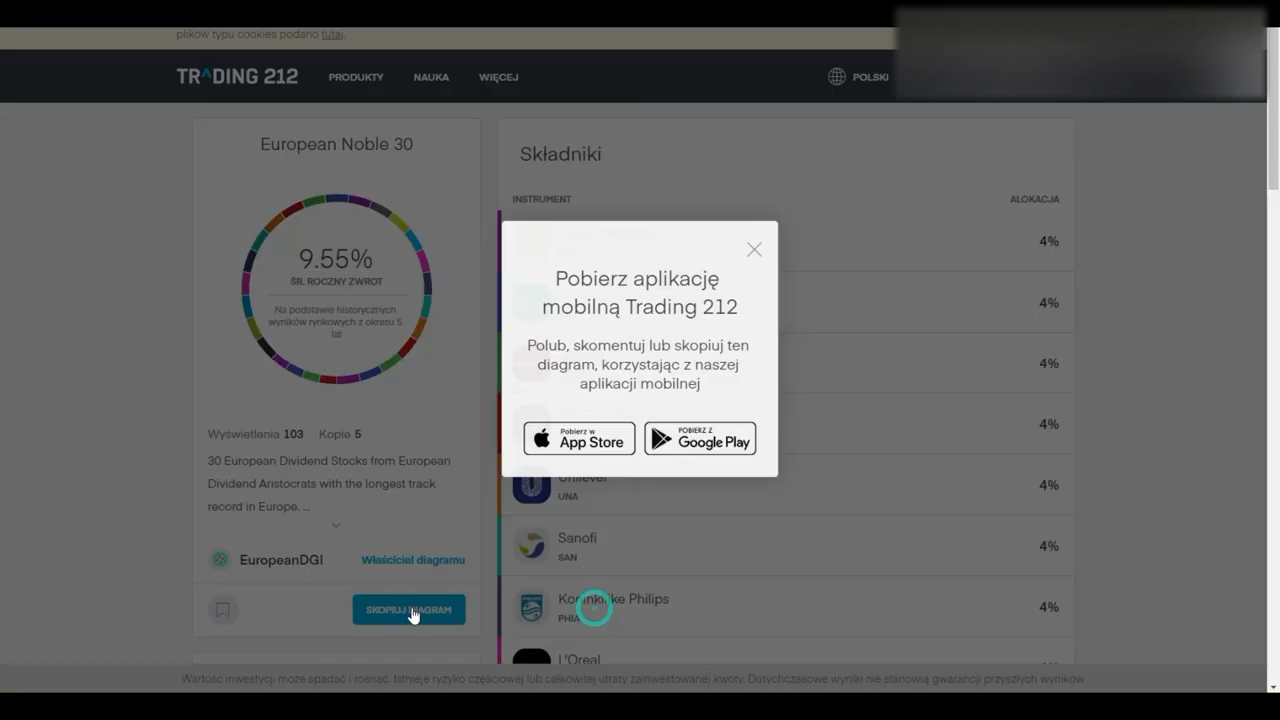 plików typu cookies podano tutaj.
TRADING 212 PRODUKTY NAUKA WIĘCEJ POLSKI
European Noble 30
9.55%
ŚR. ROCZNY ZWROT
Na podstawie historycznych
wyników rynkowych z okresu 5
lat
Wyświetlenia 103 Kopie 5
30 European Dividend Stocks from European
Dividend Aristocrats with the longest track
record in Europe. ...
EuropeanDGI Właściciel diagramu
SKOPIUJ DIAGRAM
Składniki
INSTRUMENT ALOKACJA
4%
4%
4%
4%
Unilever
UNA
4%
Sanofi
SAN
4%
Koninklijke Philips
PHIA
4%
L'Oreal
Pobierz aplikację
mobilną Trading 212
Polub, skomentuj lub skopiuj ten
diagram, korzystając z naszej
aplikacji mobilnej
Pobierz w
App Store
POBIERZ Z
Google Play
Wartość inwestycji może spadać i rosnąć. Istnieje ryzyko częściowej lub całkowitej utraty zainwestowanej kwoty. Dotychczasowe wyniki nie stanowią gwarancji przyszłych wyników.